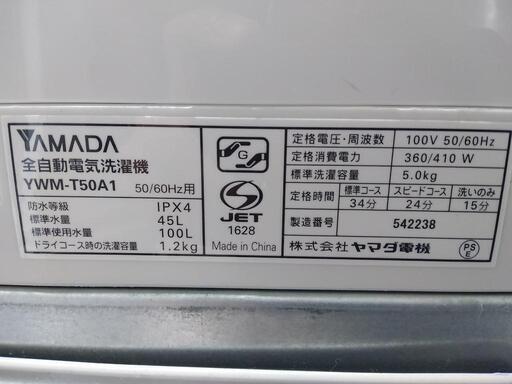 YAMADA
全自動電気洗濯機
YWM-T50A1 50/60Hz用
防水等級 IPX4
標準水量 45L
標準使用水量 100L
ドライコース時の洗濯容量 1.2kg
G
S
JET
1628
Made in China
定格電圧・周波数 100V 50/60Hz
定格消費電力 360/410 W
標準洗濯容量 5.0kg
定格時間 標準コース スピードコース 洗いのみ
34分 24分 15分
製造番号 542238
株式会社ヤマダ電機
PS
E